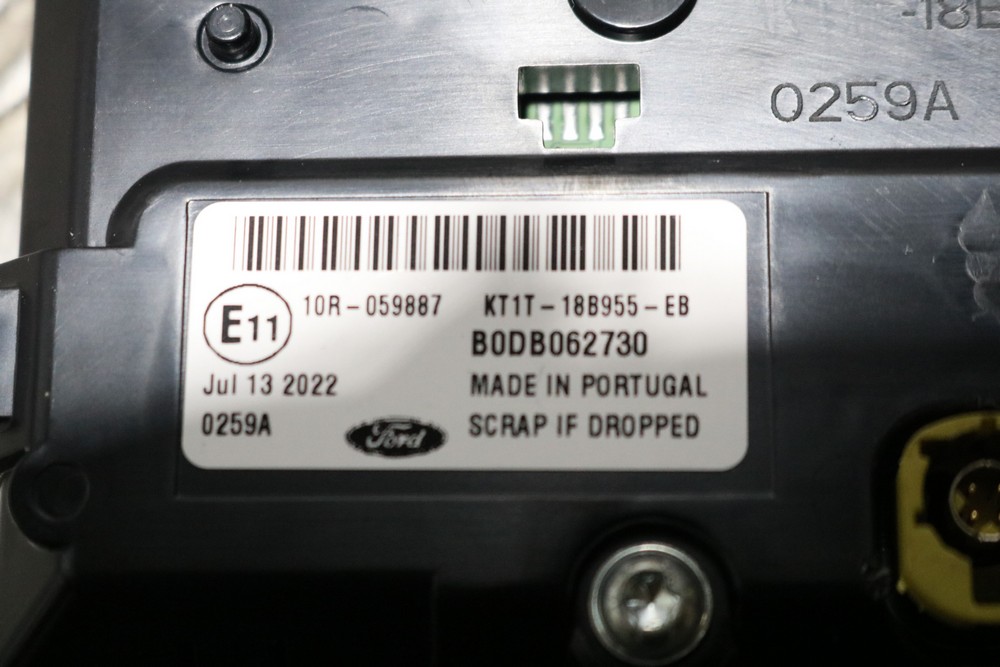 -18E
0259A
E11
10R-059887 KT1T-18B955-EB
B0DB062730
Jul 13 2022 MADE IN PORTUGAL
0259A Ford SCRAP IF DROPPED